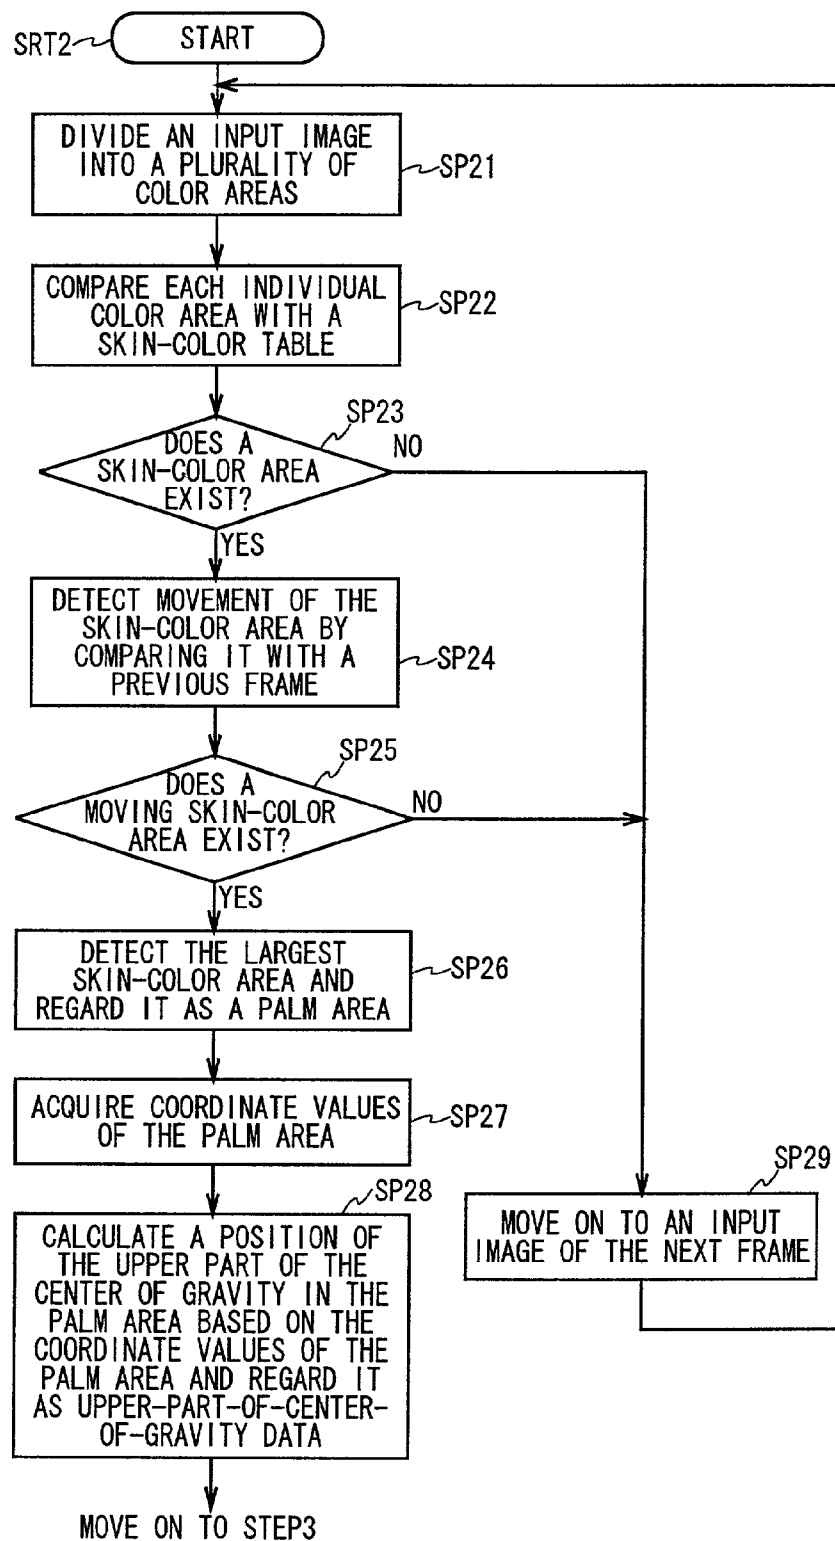 SRT2
START
DIVIDE AN INPUT IMAGE
INTO A PLURALITY OF
COLOR AREAS
SP21
COMPARE EACH INDIVIDUAL
COLOR AREA WITH A
SKIN-COLOR TABLE
SP22
SP23
DOES A
SKIN-COLOR AREA
EXIST?
NO
YES
DETECT MOVEMENT OF THE
SKIN-COLOR AREA BY
COMPARING IT WITH A
PREVIOUS FRAME
SP24
SP25
DOES A
MOVING SKIN-COLOR
AREA EXIST?
NO
YES
DETECT THE LARGEST
SKIN-COLOR AREA AND
REGARD IT AS A PALM AREA
SP26
ACQUIRE COORDINATE VALUES
OF THE PALM AREA
SP27
SP28
CALCULATE A POSITION OF
THE UPPER PART OF THE
CENTER OF GRAVITY IN THE
PALM AREA BASED ON THE
COORDINATE VALUES OF THE
PALM AREA AND REGARD IT
AS UPPER-PART-OF-CENTER-
OF-GRAVITY DATA
SP29
MOVE ON TO AN INPUT
IMAGE OF THE NEXT FRAME
MOVE ON TO STEP3